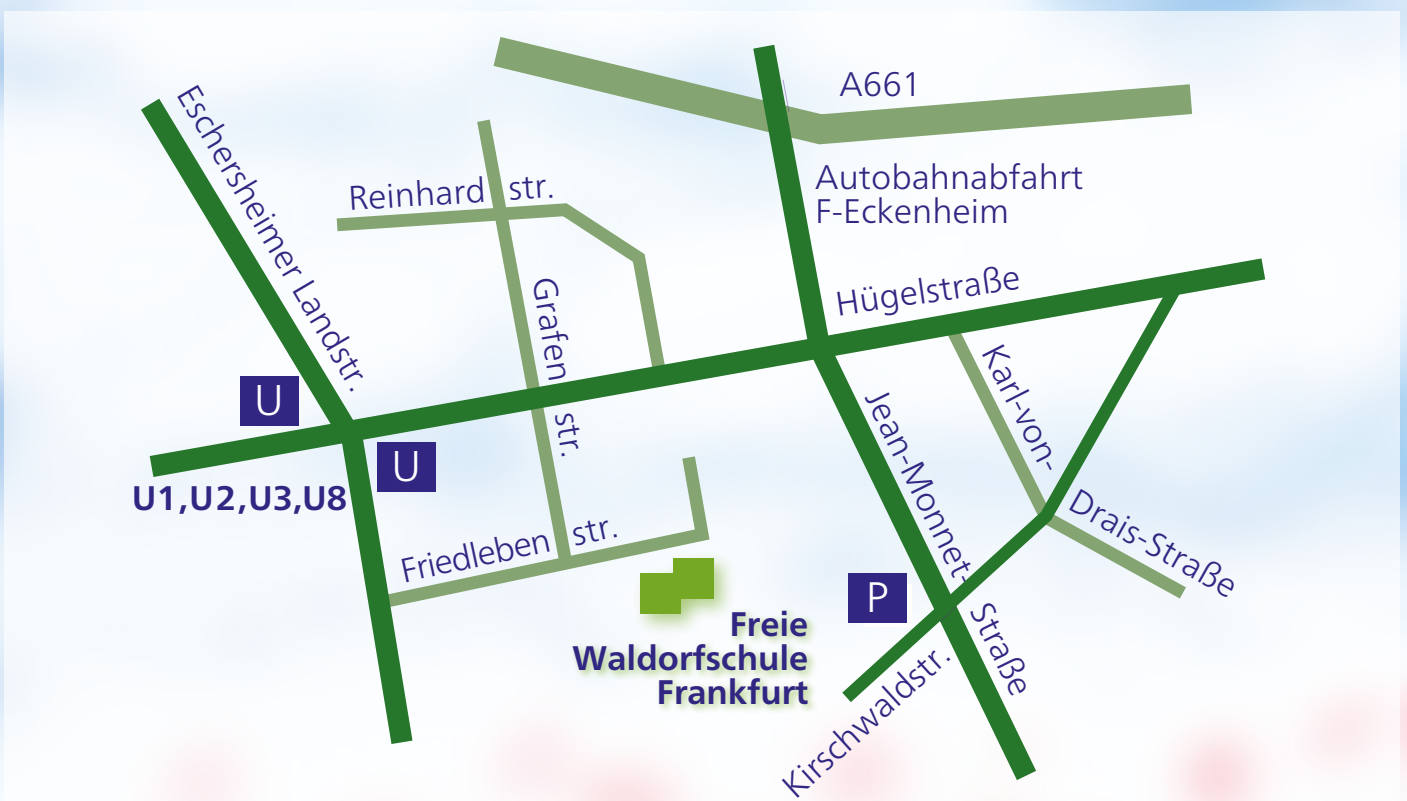 A661
Autobahnabfahrt
F-Eckenheim
Eschersheimer Landstr.
Reinhard str.
Grafen str.
Hügelstraße
Karl-von-
Drais-Straße
Jean-Monnet-
Straße
U
U
U1,U2,U3,U8
Friedleben str.
P
Freie
Waldorfschule
Frankfurt
Kirschwaldstr.